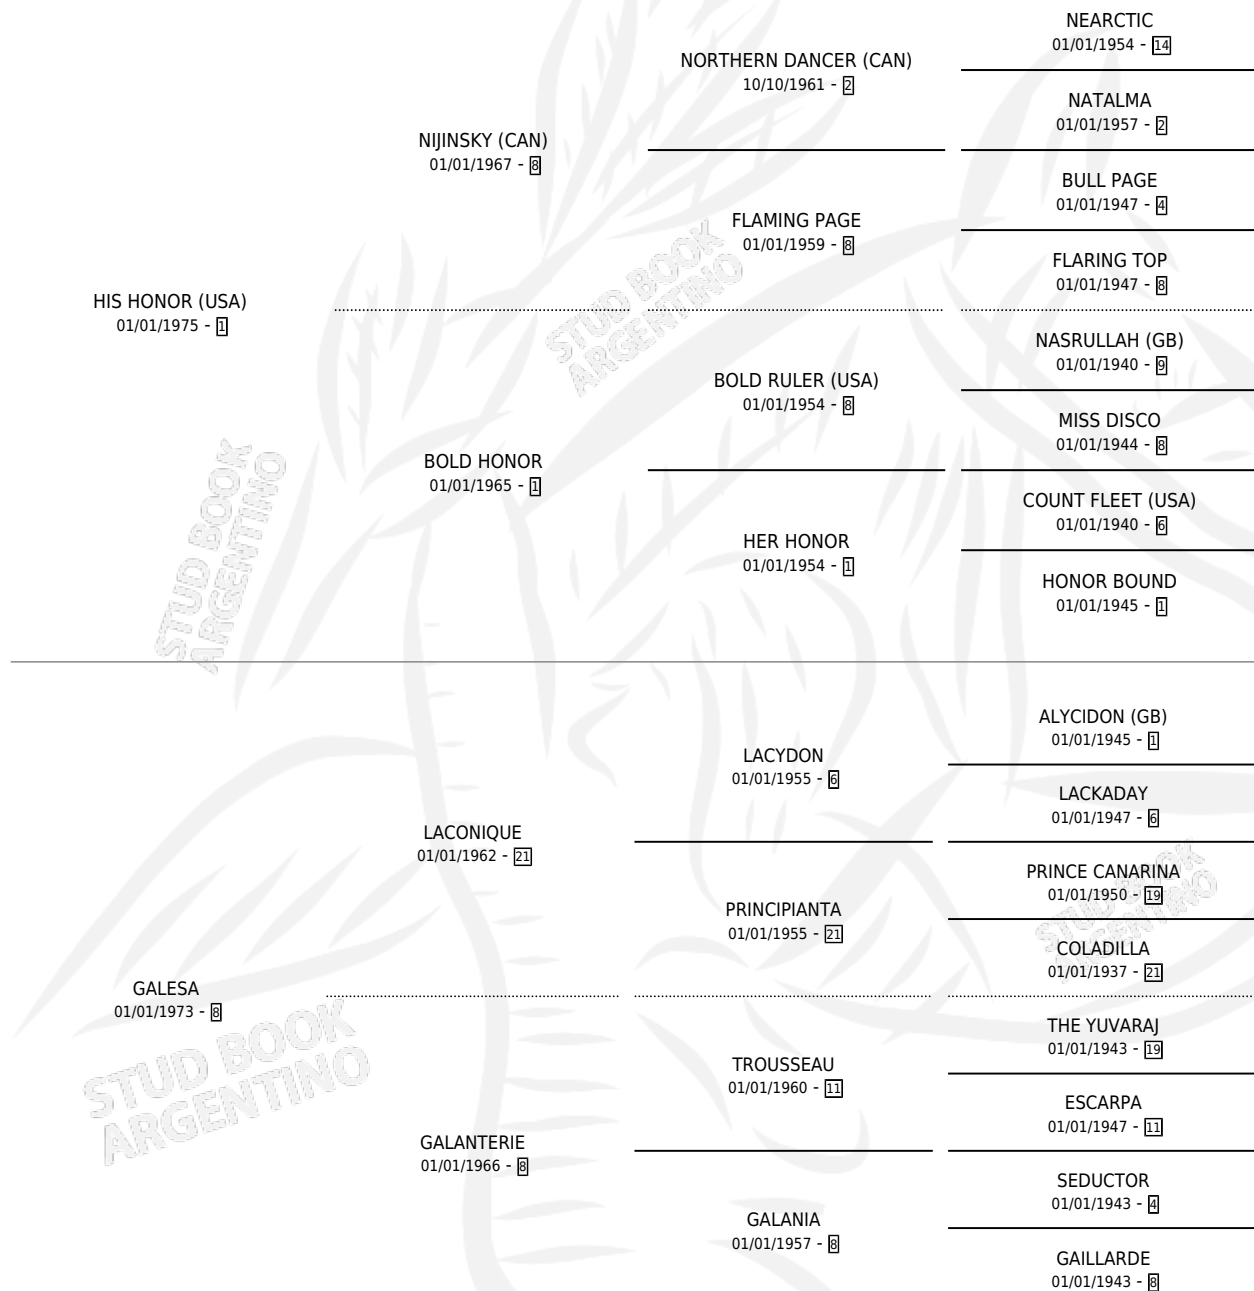 NEARCTIC
01/01/1954 - 14
NORTHERN DANCER (CAN)
10/10/1961 - 2
NATALMA
01/01/1957 - 2
NIJINSKY (CAN)
01/01/1967 - 8
BULL PAGE
01/01/1947 - 4
FLAMING PAGE
01/01/1959 - 8
FLARING TOP
01/01/1947 - 8
HIS HONOR (USA)
01/01/1975 - 1
NASRULLAH (GB)
01/01/1940 - 9
BOLD RULER (USA)
01/01/1954 - 8
MISS DISCO
01/01/1944 - 8
BOLD HONOR
01/01/1965 - 1
COUNT FLEET (USA)
01/01/1940 - 6
HER HONOR
01/01/1954 - 1
HONOR BOUND
01/01/1945 - 1
ALYCIDON (GB)
01/01/1945 - 1
LACYDON
01/01/1955 - 6
LACKADAY
01/01/1947 - 6
LACONIQUE
01/01/1962 - 21
PRINCE CANARINA
01/01/1950 - 19
PRINCIPIANTA
01/01/1955 - 21
COLADILLA
01/01/1937 - 21
GALESA
01/01/1973 - 8
THE YUVARAJ
01/01/1943 - 19
TROUSSEAU
01/01/1960 - 11
ESCARPA
01/01/1947 - 11
GALANTERIE
01/01/1966 - 8
SEDUCTOR
01/01/1943 - 4
GALANIA
01/01/1957 - 8
GAILLARDE
01/01/1943 - 8
STUD BOOK
ARGENTINO
STUD BOOK
ARGENTINO
STUD BOOK
ARGENTINO
STUD BOOK
ARGENTINO